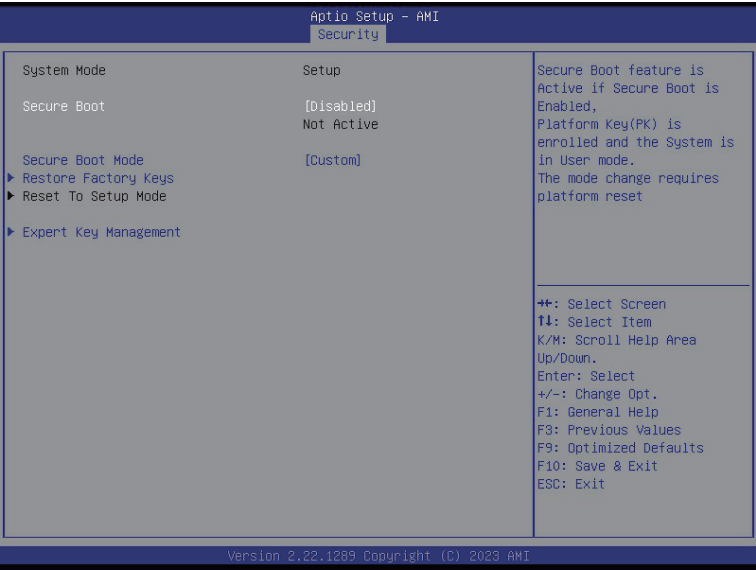 Aptio Setup - AMI
Security
System Mode Setup
Secure Boot [Disabled]
Not Active
Secure Boot Mode [Custom]
Restore Factory Keys
Reset To Setup Mode
Expert Key Management
Secure Boot feature is
Active if Secure Boot is
Enabled,
Platform Key(PK) is
enrolled and the System is
in User mode.
The mode change requires
platform reset
→←: Select Screen
↑↓: Select Item
K/M: Scroll Help Area
Up/Down.
Enter: Select
+/-: Change Opt.
F1: General Help
F3: Previous Values
F9: Optimized Defaults
F10: Save & Exit
ESC: Exit
Version 2.22.1289 Copyright (C) 2023 AMI